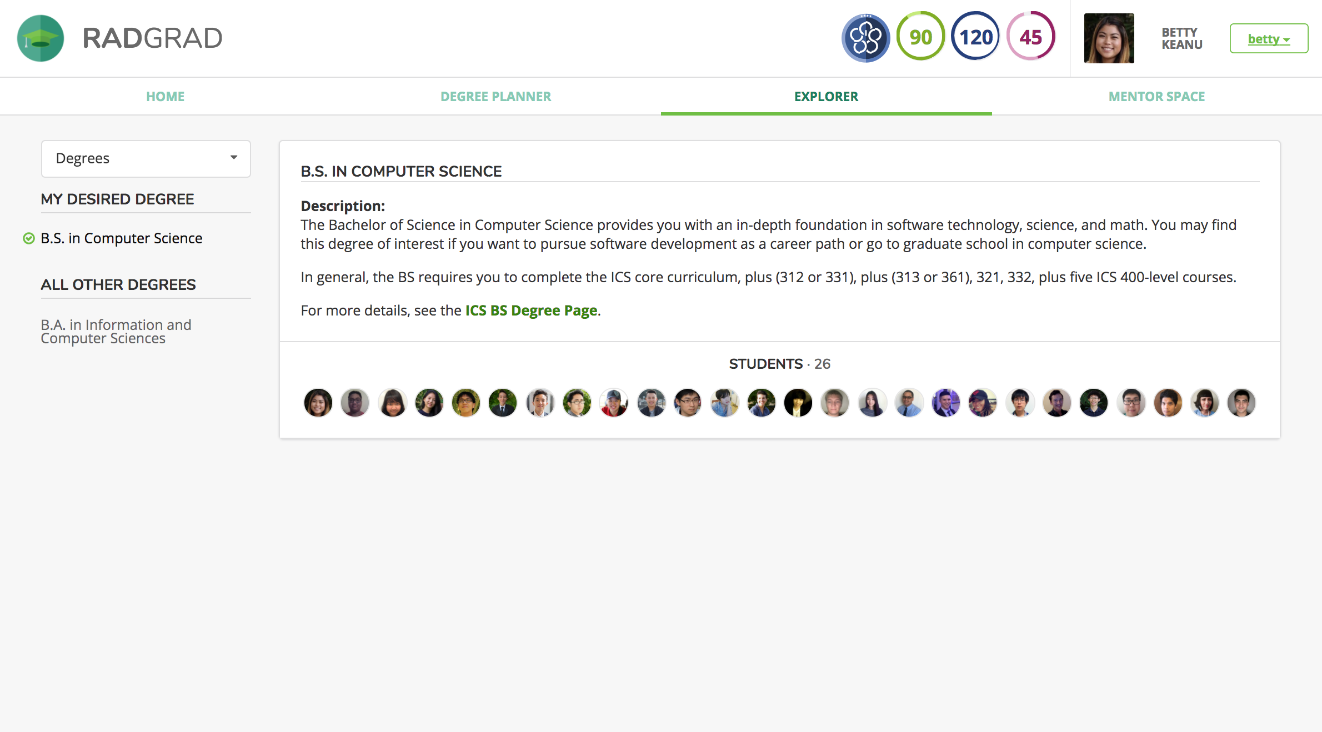 RADGRAD
90
120
45
BETTY
KEANU
betty
HOME
DEGREE PLANNER
EXPLORER
MENTOR SPACE
Degrees
MY DESIRED DEGREE
B.S. in Computer Science
ALL OTHER DEGREES
B.A. in Information and
Computer Sciences
B.S. IN COMPUTER SCIENCE
Description:
The Bachelor of Science in Computer Science provides you with an in-depth foundation in software technology, science, and math. You may find
this degree of interest if you want to pursue software development as a career path or go to graduate school in computer science.
In general, the BS requires you to complete the ICS core curriculum, plus (312 or 331), plus (313 or 361), 321, 332, plus five ICS 400-level courses.
For more details, see the ICS BS Degree Page.
STUDENTS · 26